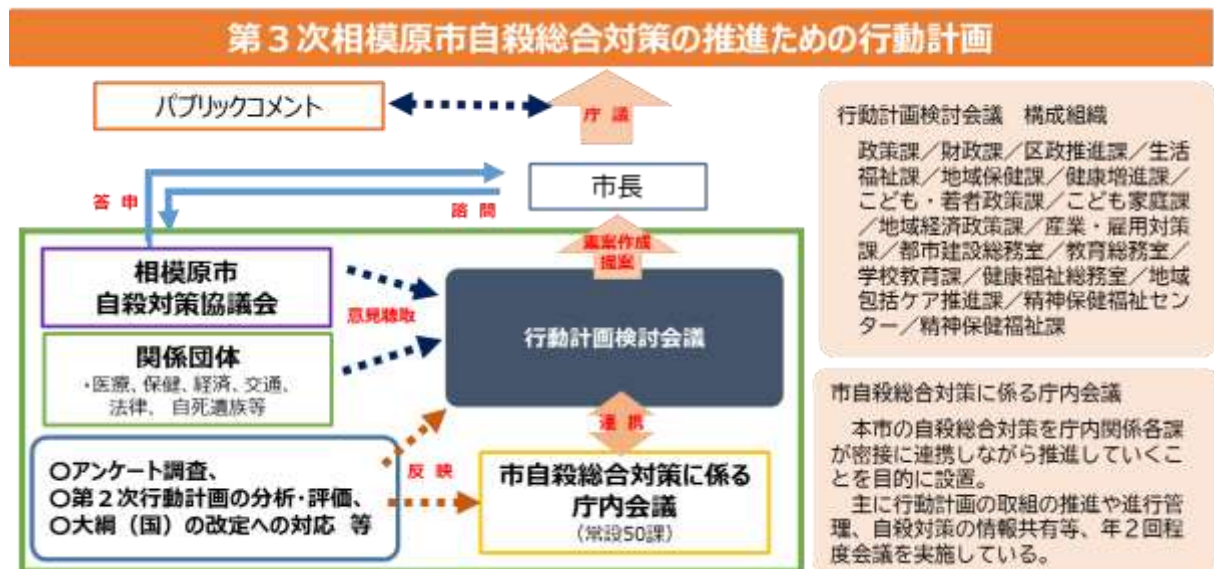 第３次相模原市自殺総合対策の推進ための行動計画
パブリックコメント
庁 議
市長
答 申
諮 問
素案作成
提案
相模原市
自殺対策協議会
意見聴取
行動計画検討会議
関係団体
・医療、保健、経済、交通、
法律、 自死遺族等
連 携
反 映
〇アンケート調査、
〇第２次行動計画の分析・評価、
〇大綱（国）の改定への対応 等
市自殺総合対策に係る
庁内会議
（常設50課）
行動計画検討会議　構成組織
政策課／財政課／区政推進課／生活
福祉課／地域保健課／健康増進課／
こども・若者政策課／こども家庭課
／地域経済政策課／産業・雇用対策
課／都市建設総務室／教育総務室／
学校教育課／健康福祉総務室／地域
包括ケア推進課／精神保健福祉セン
ター／精神保健福祉課
市自殺総合対策に係る庁内会議
本市の自殺総合対策を庁内関係各課
が密接に連携しながら推進していくこ
とを目的に設置。
主に行動計画の取組の推進や進行管
理、自殺対策の情報共有等、年２回程
度会議を実施している。